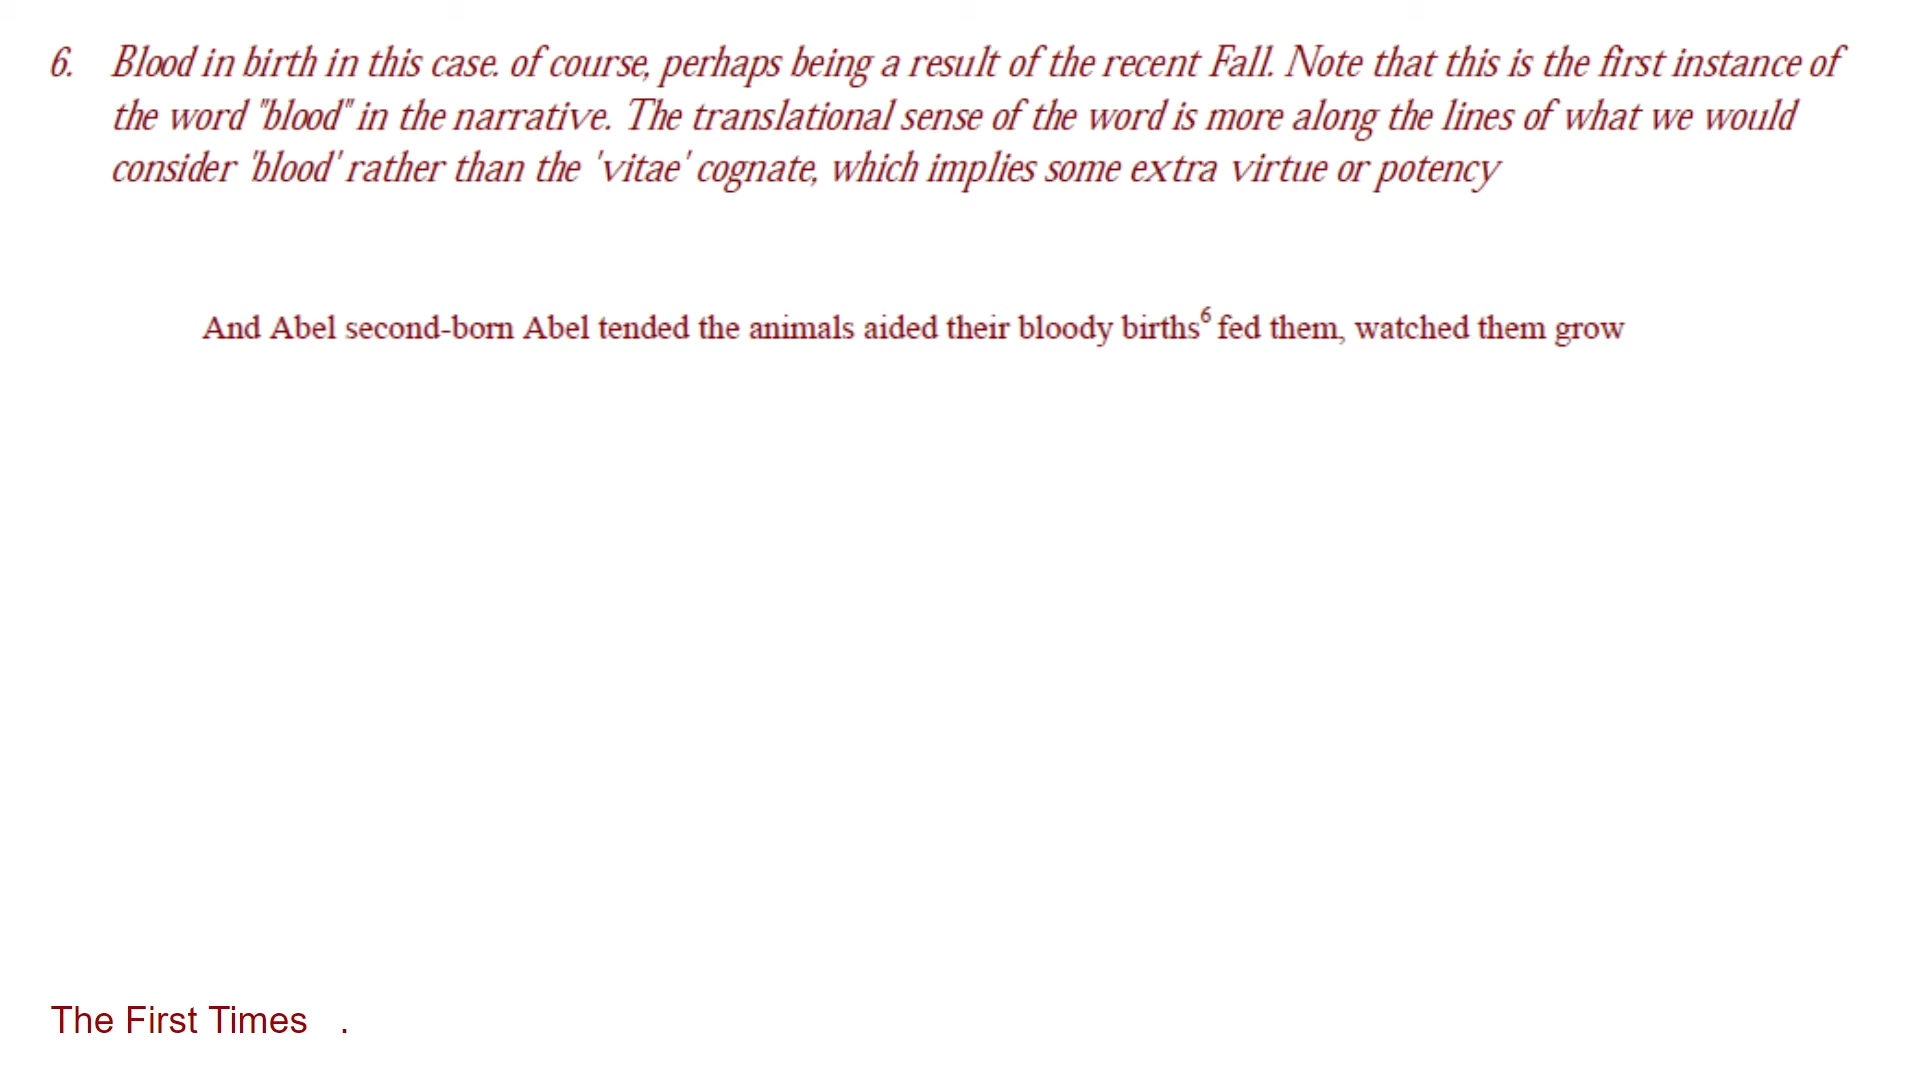 6. Blood in birth in this case. of course, perhaps being a result of the recent Fall. Note that this is the first instance of
the word "blood" in the narrative. The translational sense of the word is more along the lines of what we would
consider 'blood' rather than the 'vitae' cognate, which implies some extra virtue or potency
And Abel second-born Abel tended the animals aided their bloody births⁶ fed them, watched them grow
The First Times .